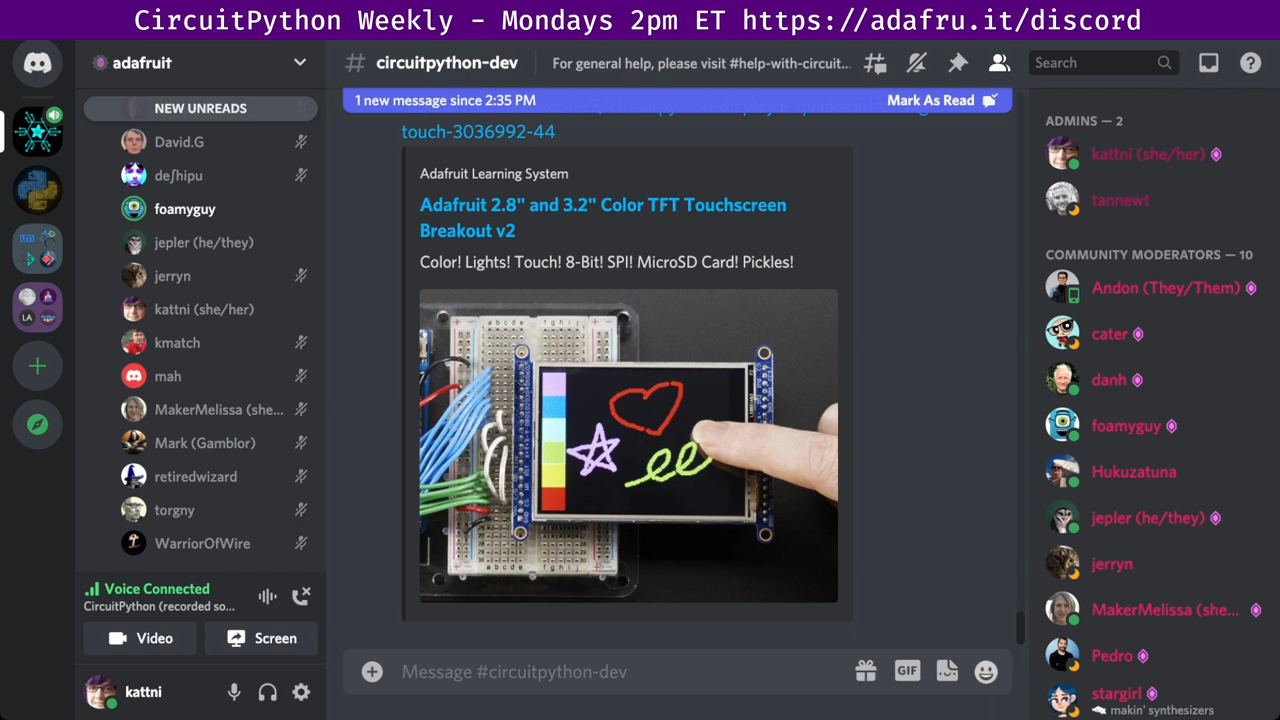 CircuitPython Weekly - Mondays 2pm ET https://adafru.it/discord
adafruit
NEW UNREADS
David.G
deʃhipu
foamyguy
jepler (he/they)
jerryn
kattni (she/her)
kmatch
mah
MakerMelissa (she...
Mark (Gamblor)
retiredwizard
torgny
WarriorOfWire
Voice Connected
CircuitPython (recorded so...
Video
Screen
kattni
LA
# circuitpython-dev
For general help, please visit #help-with-circuit...
Search
1 new message since 2:35 PM
Mark As Read
touch-3036992-44
Adafruit Learning System
Adafruit 2.8" and 3.2" Color TFT Touchscreen
Breakout v2
Color! Lights! Touch! 8-Bit! SPI! MicroSD Card! Pickles!
a b c d e
f g h i j
Message #circuitpython-dev
GIF
ADMINS — 2
kattni (she/her)
tannewt
COMMUNITY MODERATORS — 10
Andon (They/Them)
cater
danh
foamyguy
Hukuzatuna
jepler (he/they)
jerryn
MakerMelissa (she...
Pedro
stargirl
makin' synthesizers